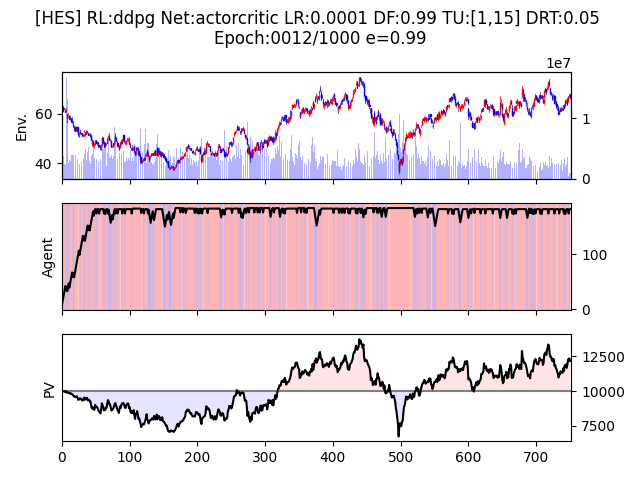 [HES] RL:ddpg Net:actorcritic LR:0.0001 DF:0.99 TU:[1,15] DRT:0.05
Epoch:0012/1000 e=0.99
1e7
Env.
60
40
1
0
Agent
100
0
PV
12500
10000
7500
0 100 200 300 400 500 600 700